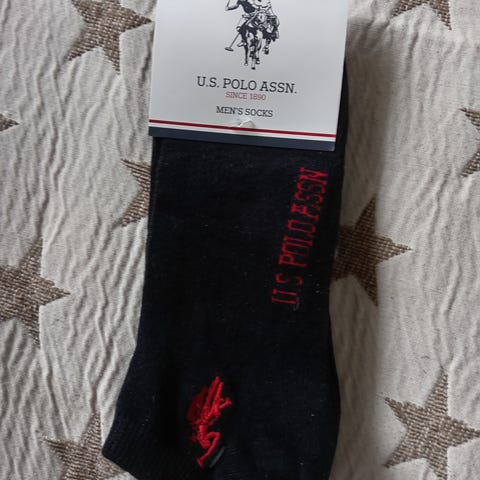 U.S. POLO ASSN.
SINCE 1890
MEN'S SOCKS
U S POLO ASSN